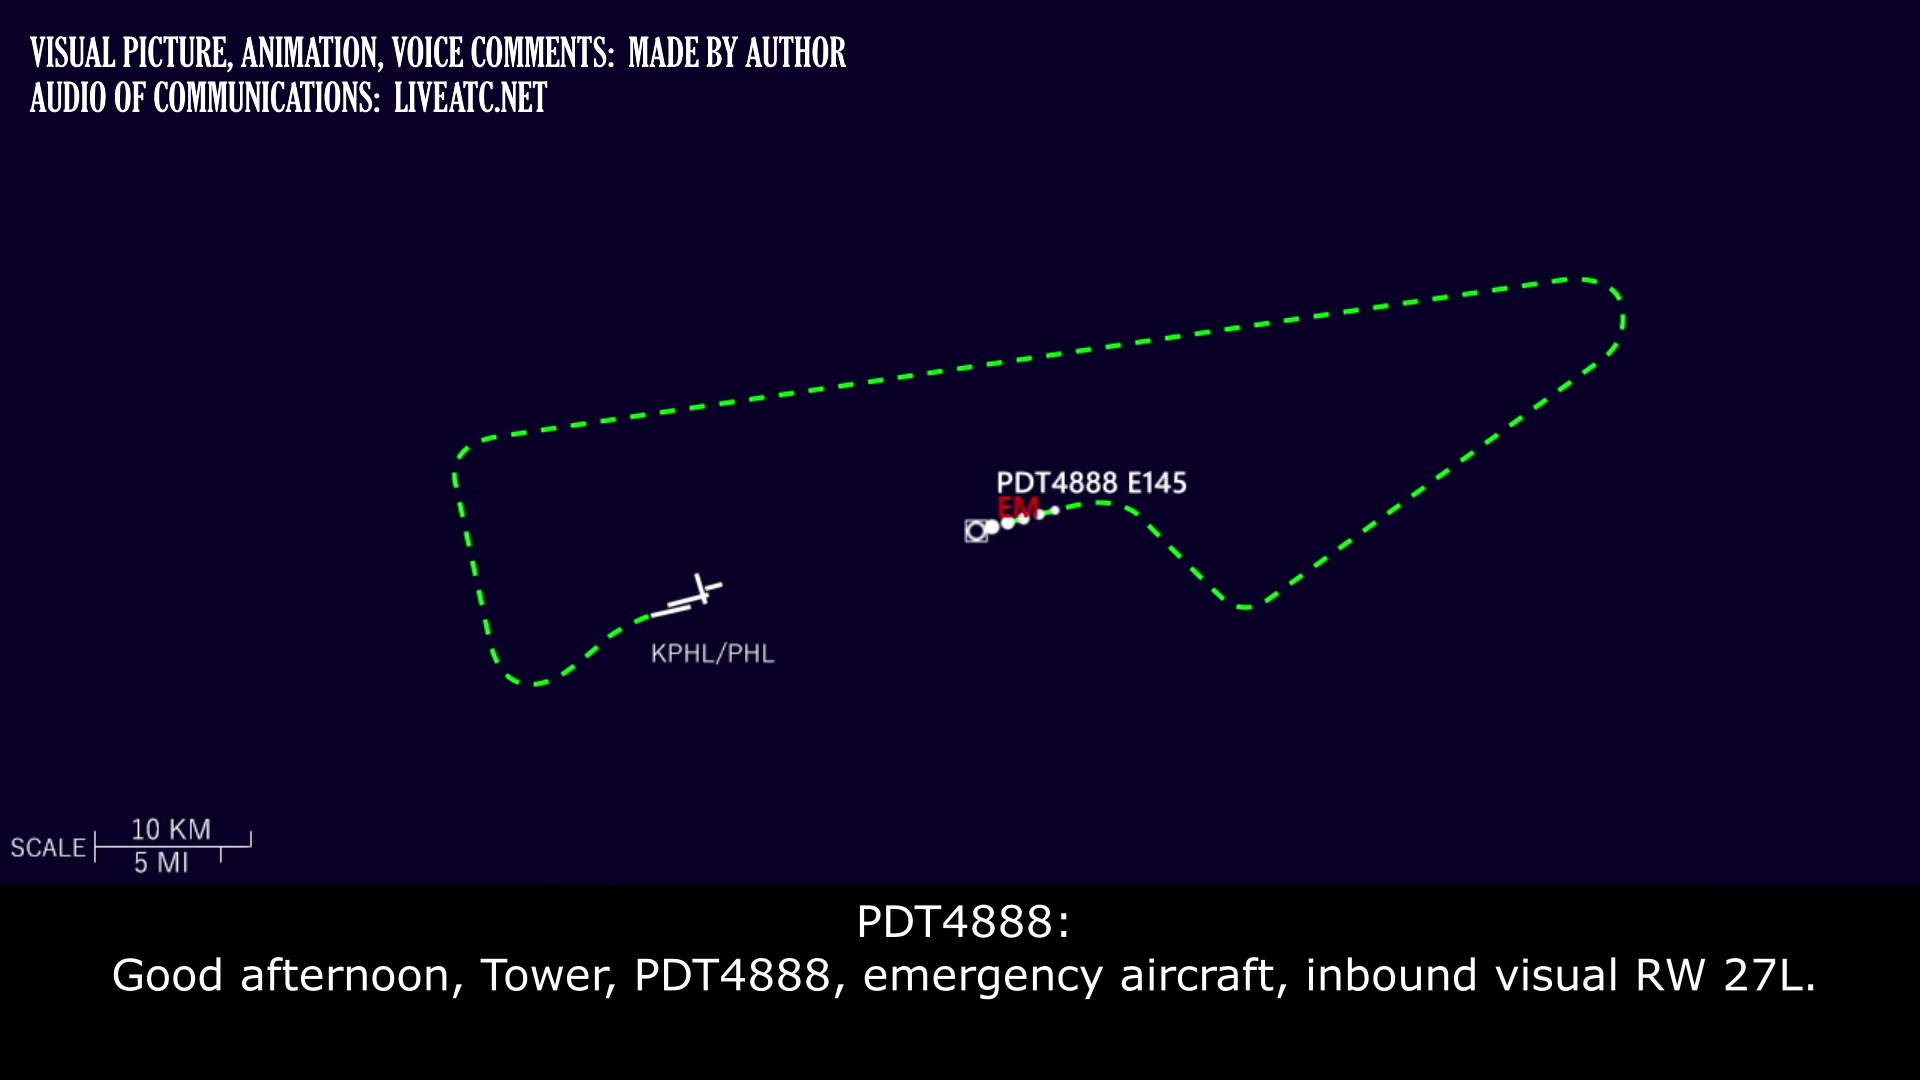 VISUAL PICTURE, ANIMATION, VOICE COMMENTS: MADE BY AUTHOR
AUDIO OF COMMUNICATIONS: LIVEATC.NET
PDT4888 E145
EM
KPHL/PHL
10 KM
SCALE
5 MI
PDT4888:
Good afternoon, Tower, PDT4888, emergency aircraft, inbound visual RW 27L.